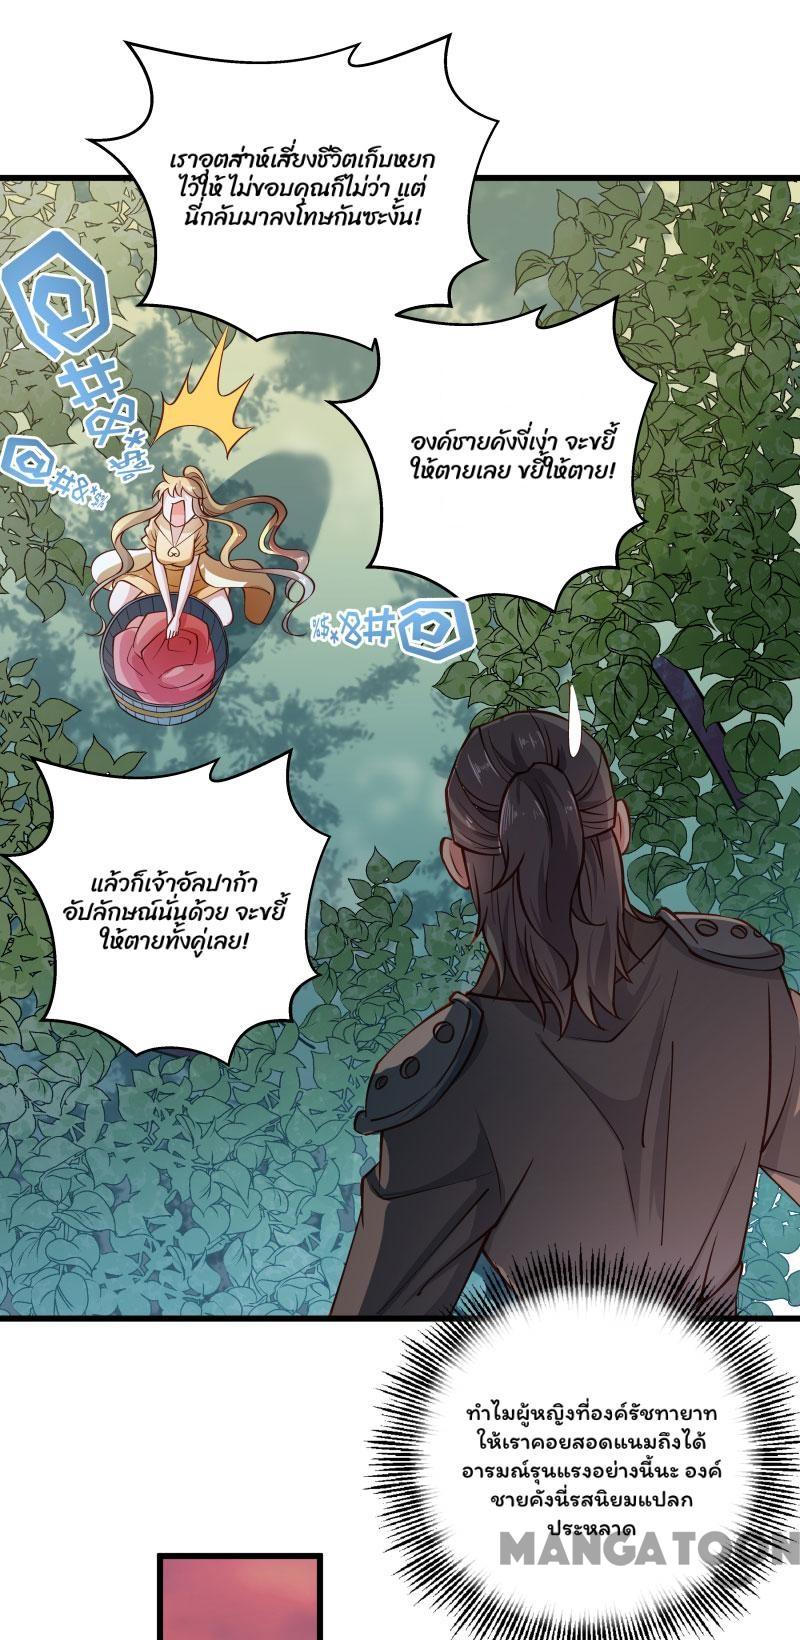 เราอุตส่าห์เสี่ยงชีวิตเก็บหยก
ไว้ให้ ไม่ขอบคุณก็ไม่ว่า แต่
นี่กลับมาลงโทษกันซะงั้น!
องค์ชายคังงี่เง่า จะขยี้
ให้ตายเลย ขยี้ให้ตาย!
@#&*%$
@#&*%$
@#&*%$
แล้วก็เจ้าอัลปาก้า
อัปลักษณ์นั่นด้วย จะขยี้
ให้ตายทั้งคู่เลย!
ทำไมผู้หญิงที่องค์รัชทายาท
ให้เราคอยสอดแนมถึงได้
อารมณ์รุนแรงอย่างนี้นะ องค์
ชายคังนี่รสนิยมแปลก
ประหลาด
MANGATOON